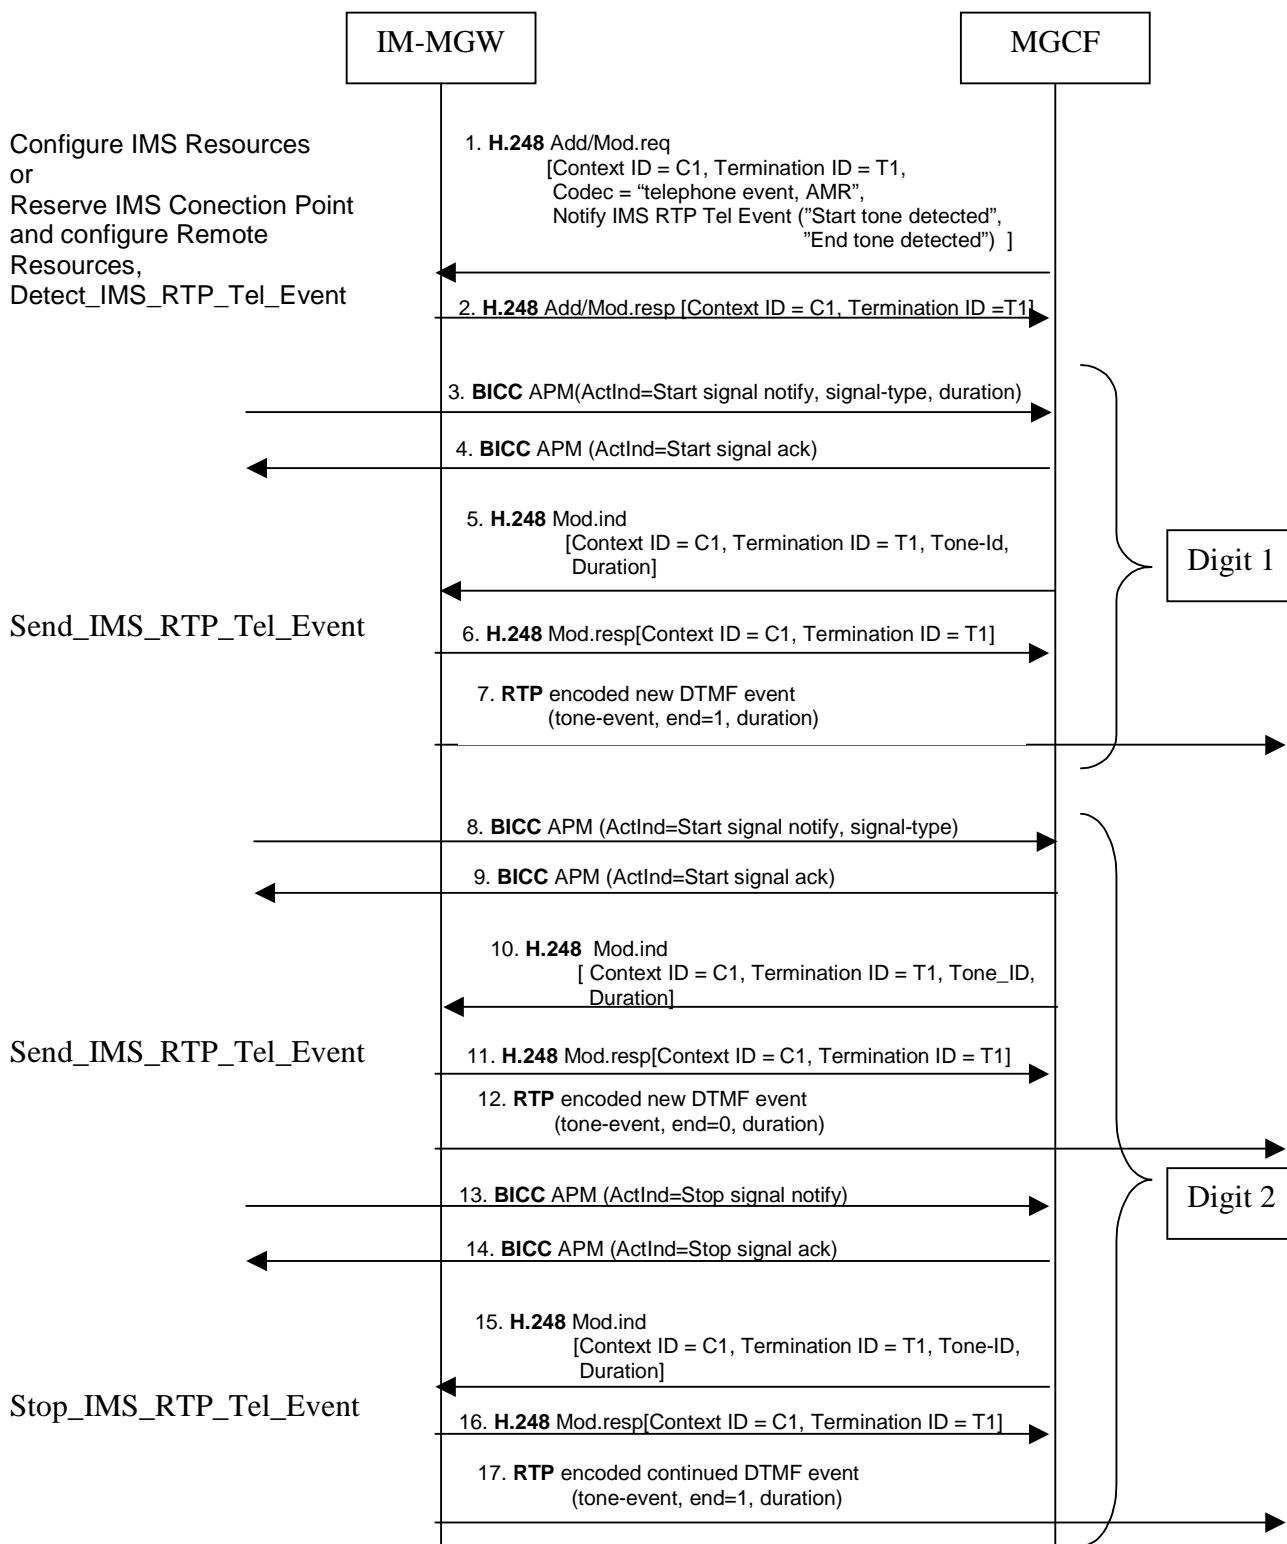 IM-MGW
MGCF
Configure IMS Resources
or
Reserve IMS Conection Point
and configure Remote
Resources,
Detect_IMS_RTP_Tel_Event
1. H.248 Add/Mod.req
[Context ID = C1, Termination ID = T1,
Codec = “telephone event, AMR”,
Notify IMS RTP Tel Event (”Start tone detected”,
”End tone detected”) ]
2. H.248 Add/Mod.resp [Context ID = C1, Termination ID =T1]
3. BICC APM(ActInd=Start signal notify, signal-type, duration)
4. BICC APM (ActInd=Start signal ack)
5. H.248 Mod.ind
[Context ID = C1, Termination ID = T1, Tone-Id,
Duration]
Digit 1
Send_IMS_RTP_Tel_Event
6. H.248 Mod.resp[Context ID = C1, Termination ID = T1]
7. RTP encoded new DTMF event
(tone-event, end=1, duration)
8. BICC APM (ActInd=Start signal notify, signal-type)
9. BICC APM (ActInd=Start signal ack)
10. H.248 Mod.ind
[ Context ID = C1, Termination ID = T1, Tone_ID,
Duration]
Send_IMS_RTP_Tel_Event
11. H.248 Mod.resp[Context ID = C1, Termination ID = T1]
12. RTP encoded new DTMF event
(tone-event, end=0, duration)
13. BICC APM (ActInd=Stop signal notify)
Digit 2
14. BICC APM (ActInd=Stop signal ack)
15. H.248 Mod.ind
[Context ID = C1, Termination ID = T1, Tone-ID,
Duration]
Stop_IMS_RTP_Tel_Event
16. H.248 Mod.resp[Context ID = C1, Termination ID = T1]
17. RTP encoded continued DTMF event
(tone-event, end=1, duration)